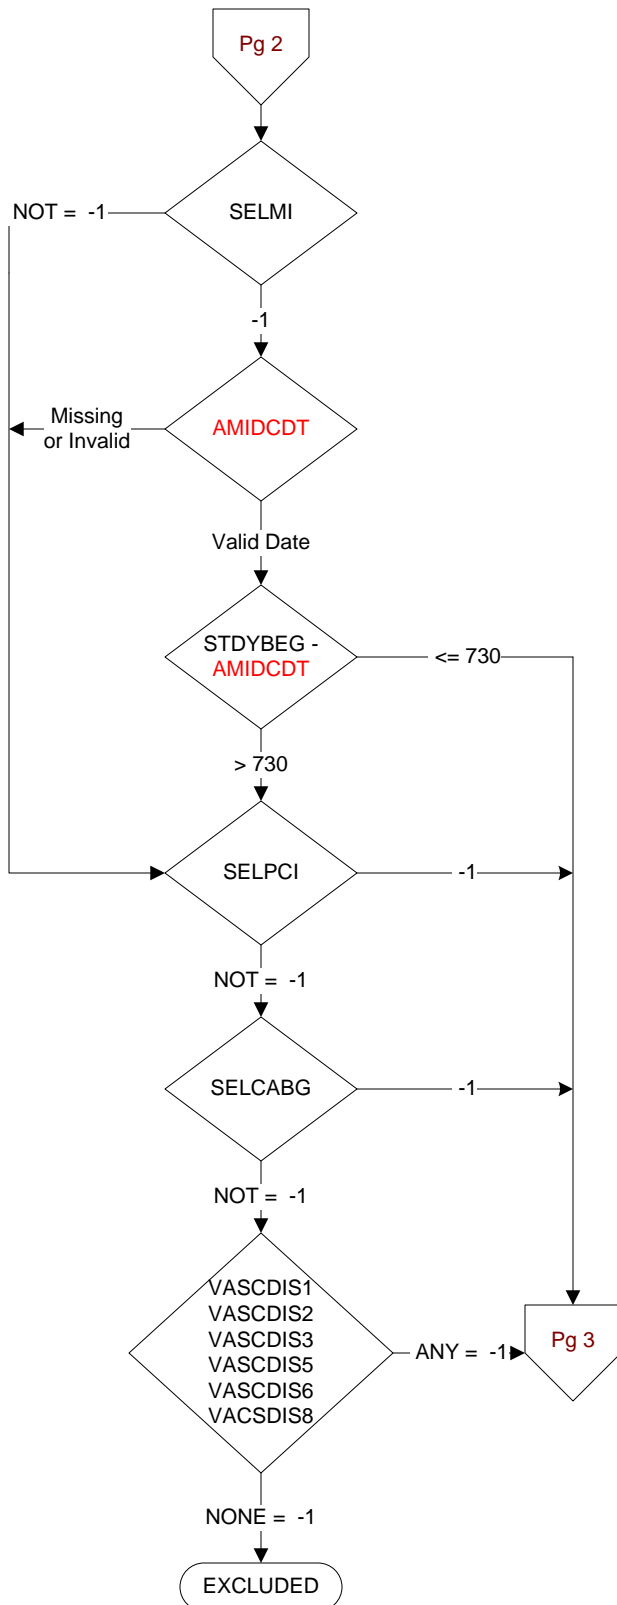 Pg 2
SELMI
NOT = -1
-1
AMIDCDT
Missing
or Invalid
Valid Date
STDYBEG -
AMIDCDT
<= 730
> 730
SELPCI
-1
NOT = -1
SELCABG
-1
NOT = -1
VASCDIS1
VASCDIS2
VASCDIS3
VASCDIS5
VASCDIS6
VACSDIS8
ANY = -1
Pg 3
NONE = -1
EXCLUDED